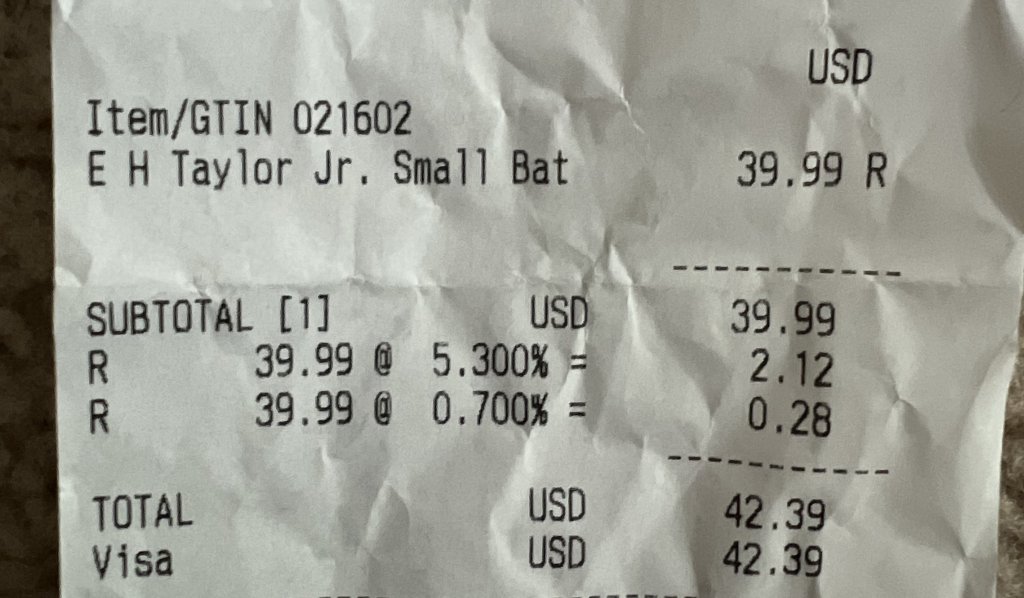 USD
Item/GTIN 021602
E H Taylor Jr. Small Bat 39.99 R
-----------
SUBTOTAL [1] USD 39.99
R 39.99 @ 5.300% = 2.12
R 39.99 @ 0.700% = 0.28
-----------
TOTAL USD 42.39
Visa USD 42.39